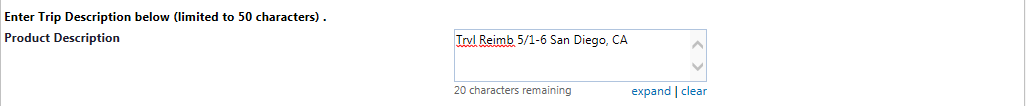 Enter Trip Description below (limited to 50 characters) .
Product Description
Trvl Reimb 5/1-6 San Diego, CA
20 characters remaining expand | clear